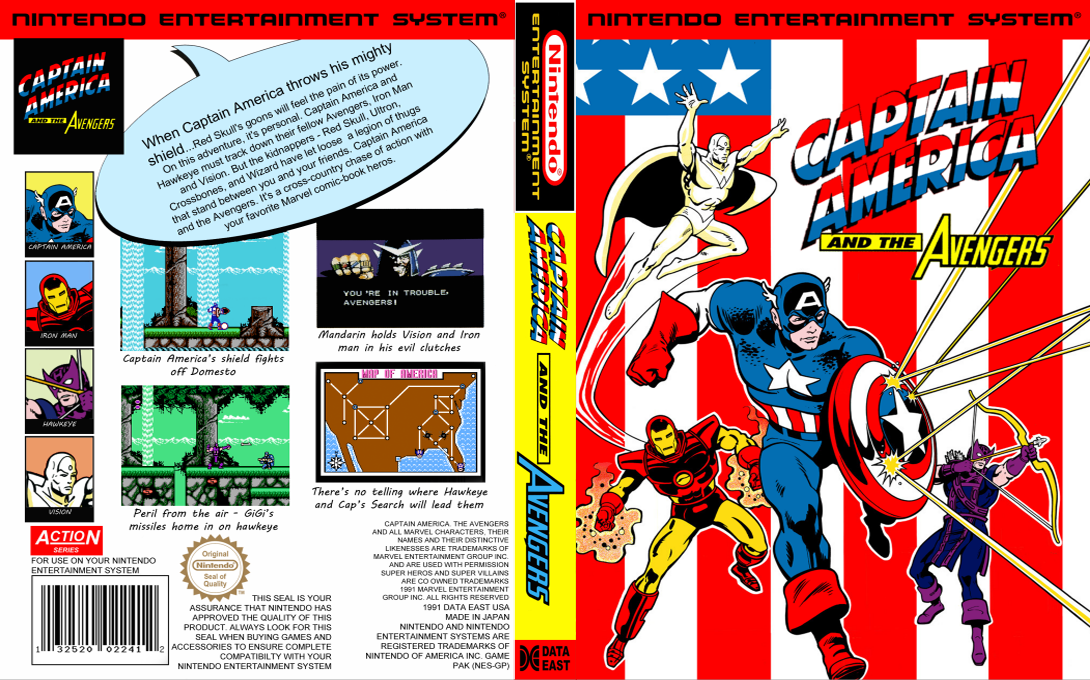 NINTENDO ENTERTAINMENT SYSTEM®
CAPTAIN
AMERICA
AND THE AVENGERS
When Captain America throws his mighty
shield...Red Skull's goons will feel the pain of its power.
On this adventure, it's personal. Captain America and
Hawkeye must track down their fellow Avengers, Iron Man
and Vision. But the kidnappers - Red Skull, Ultron,
Crossbones, and Wizard have let loose a legion of thugs
that stand between you and your friends. Captain America
and the Avengers. It's a cross-country chase of action with
your favorite Marvel comic-book heros.
CAPTAIN AMERICA
IRON MAN
HAWKEYE
VISION
Captain America's shield fights
off Domesto
YOU'RE IN TROUBLE,
AVENGERS!
Mandarin holds Vision and Iron
man in his evil clutches
Peril from the air - GiGi's
missiles home in on hawkeye
MAP OF AMERICA
There's no telling where Hawkeye
and Cap's Search will lead them
ACTION
SERIES
FOR USE ON YOUR NINTENDO
ENTERTAINMENT SYSTEM
1 32520 02241 2
Original
Nintendo
Seal of
Quality
TM
THIS SEAL IS YOUR
ASSURANCE THAT NINTENDO HAS
APPROVED THE QUALITY OF THIS
PRODUCT. ALWAYS LOOK FOR THIS
SEAL WHEN BUYING GAMES AND
ACCESSORIES TO ENSURE COMPLETE
COMPATIBILTY WITH YOUR
NINTENDO ENTERTAINMENT SYSTEM
CAPTAIN AMERICA. THE AVENGERS
AND ALL MARVEL CHARACTERS, THEIR
NAMES AND THEIR DISTINCTIVE
LIKENESSES ARE TRADEMARKS OF
MARVEL ENTERTAINMENT GROUP INC.
AND ARE USED WITH PERMISSION
SUPER HEROS AND SUPER VILLAINS
ARE CO OWNED TRADEMARKS
1991 MARVEL ENTERTAINMENT
GROUP INC. ALL RIGHTS RESERVED
1991 DATA EAST USA
MADE IN JAPAN
NINTENDO AND NINTENDO
ENTERTAINMENT SYSTEMS ARE
REGISTERED TRADEMARKS OF
NINTENDO OF AMERICA INC. GAME
PAK (NES-GP)
Nintendo®
ENTERTAINMENT
SYSTEM®
CAPTAIN
AMERICA
AND THE
AVENGERS
DATA
EAST
NINTENDO ENTERTAINMENT SYSTEM®
CAPTAIN
AMERICA
AND THE AVENGERS
A